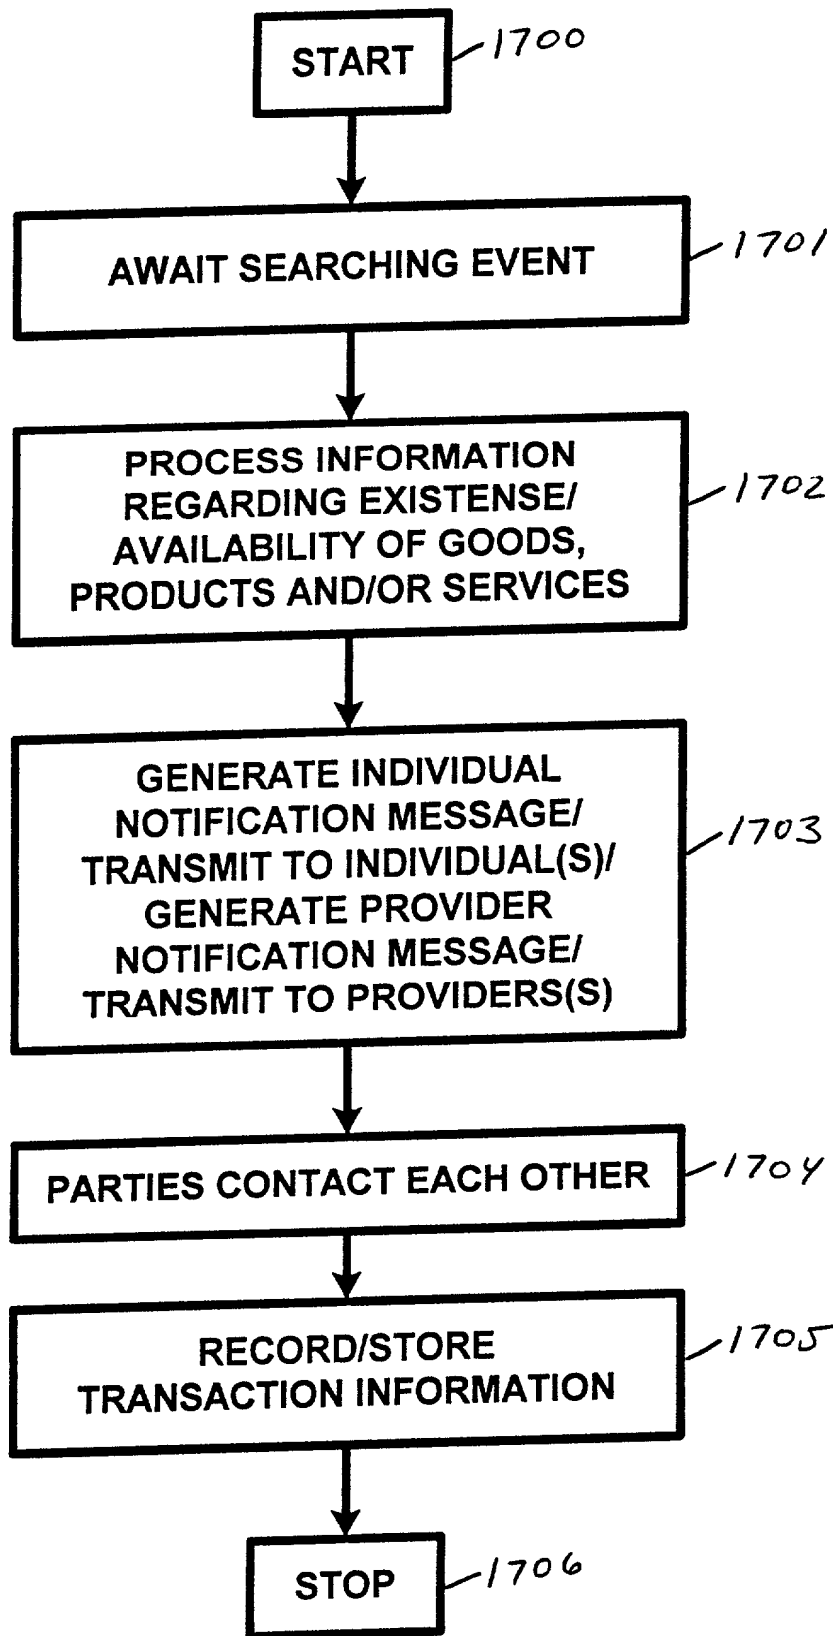 START
1700
AWAIT SEARCHING EVENT
1701
PROCESS INFORMATION
REGARDING EXISTENSE/
AVAILABILITY OF GOODS,
PRODUCTS AND/OR SERVICES
1702
GENERATE INDIVIDUAL
NOTIFICATION MESSAGE/
TRANSMIT TO INDIVIDUAL(S)/
GENERATE PROVIDER
NOTIFICATION MESSAGE/
TRANSMIT TO PROVIDERS(S)
1703
PARTIES CONTACT EACH OTHER
1704
RECORD/STORE
TRANSACTION INFORMATION
1705
STOP
1706